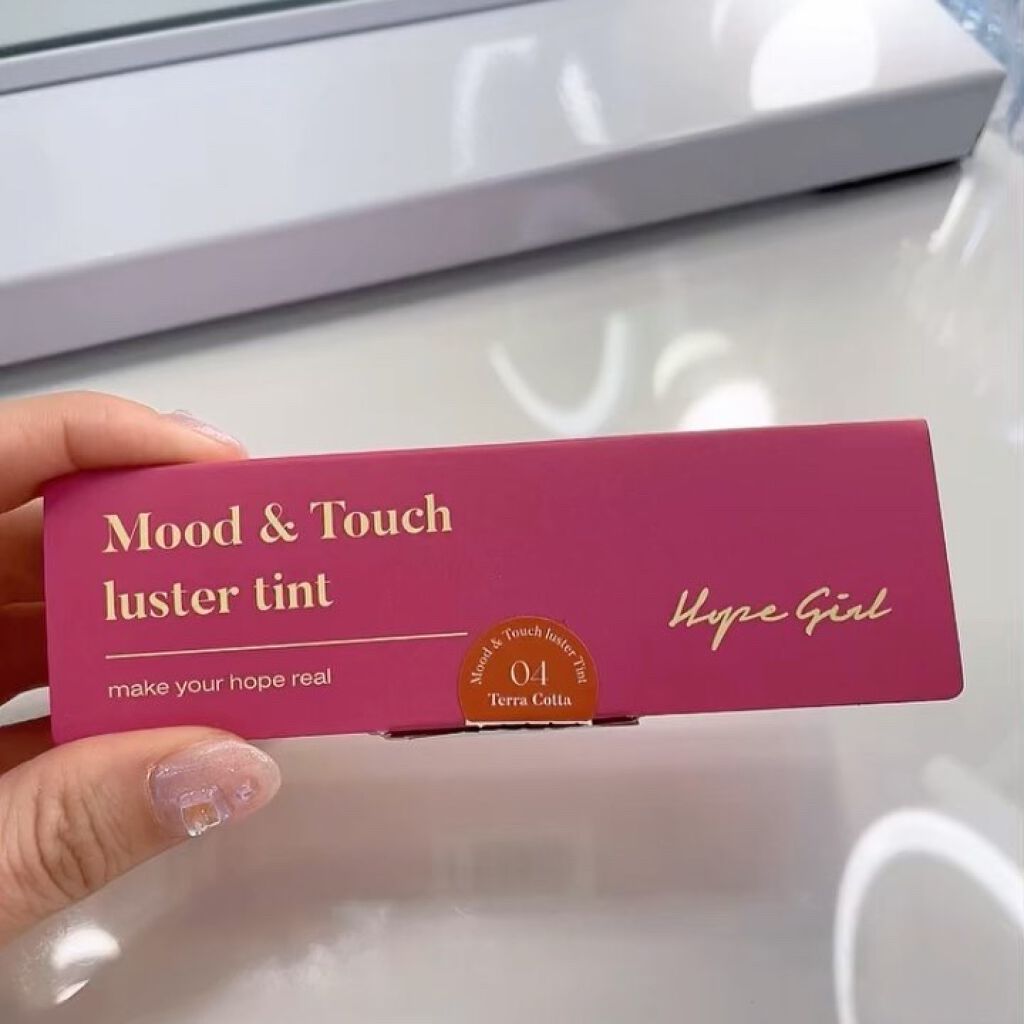 Mood & Touch
luster tint
make your hope real
Mood & Touch luster Tint
04
Terra Cotta
Hope Girl